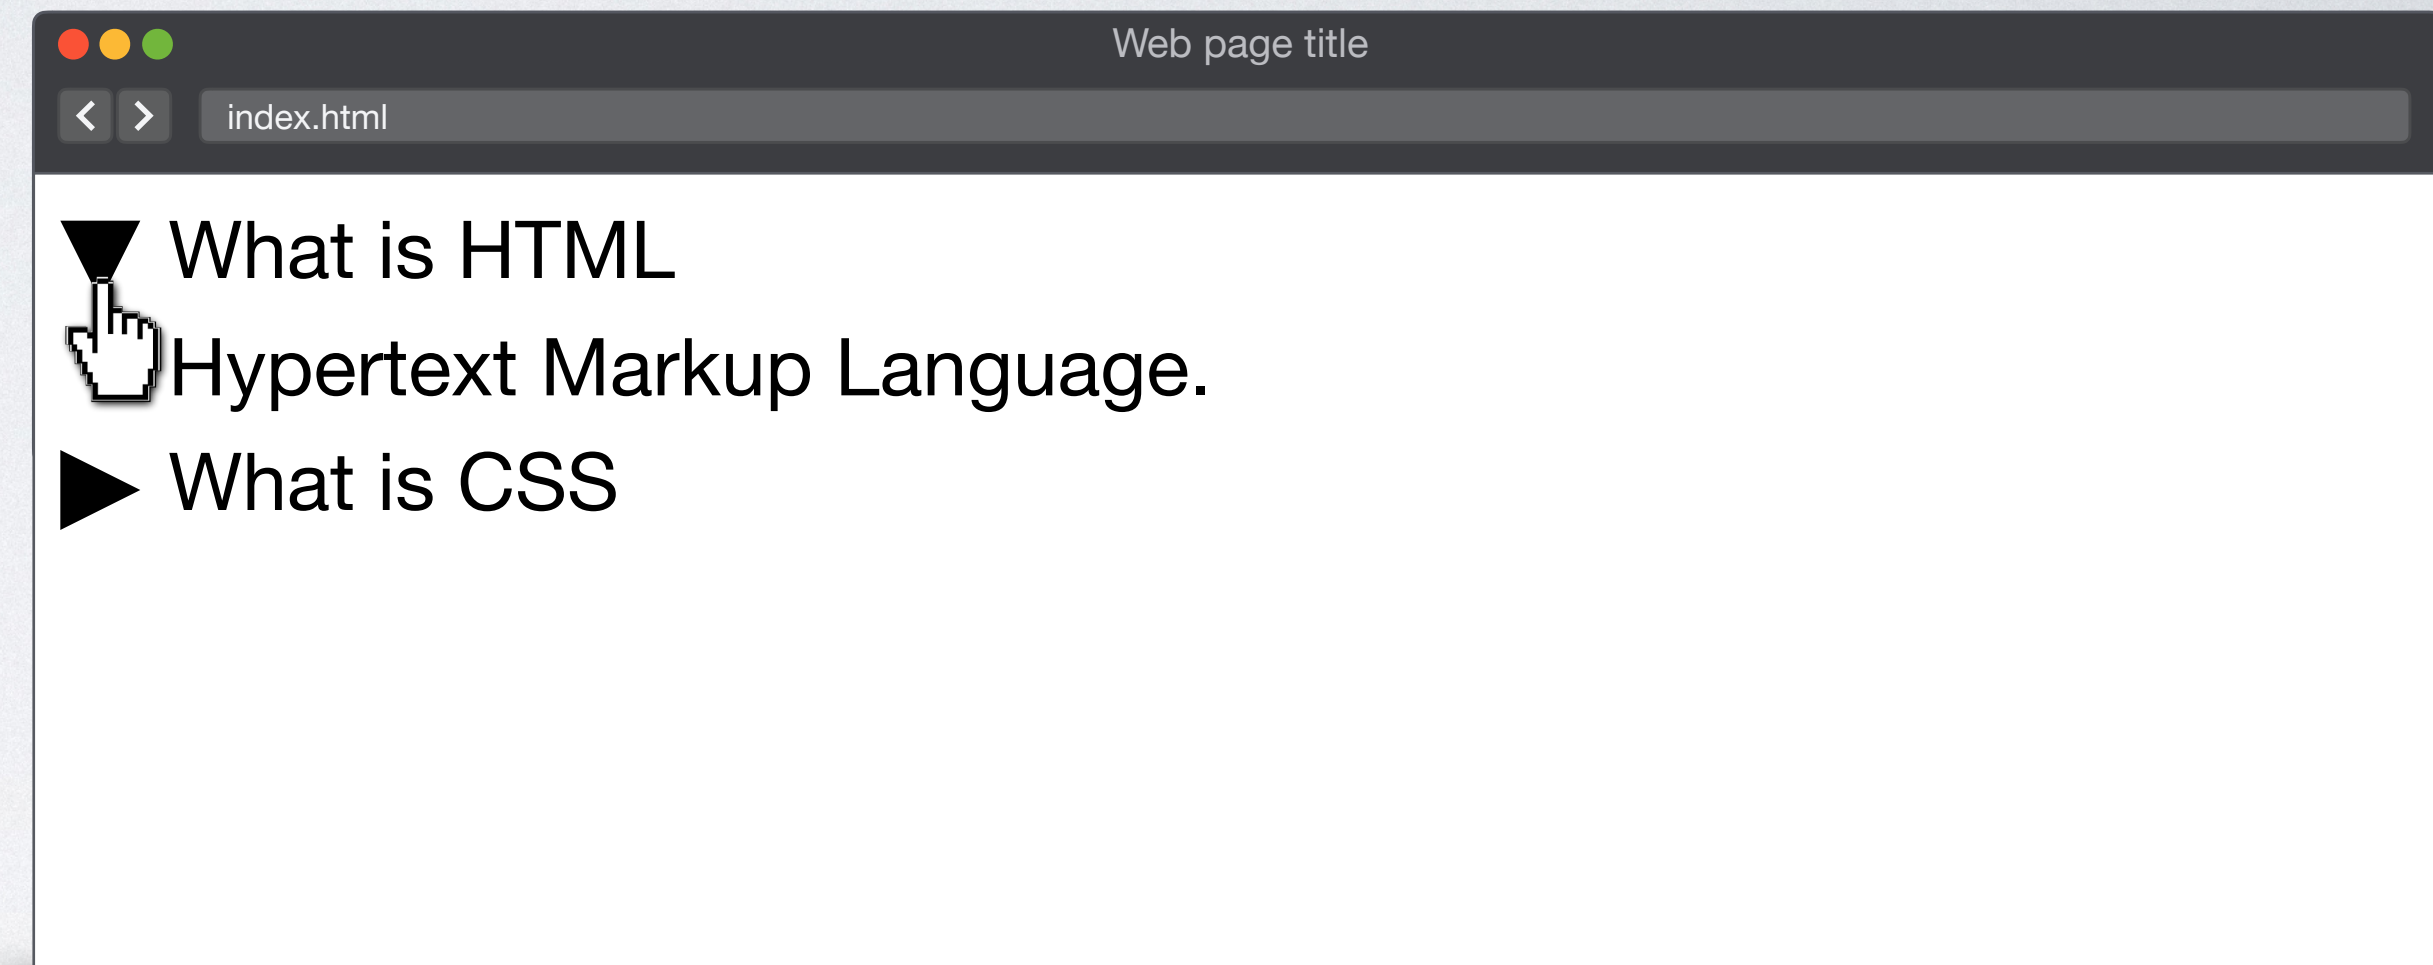 Web page title
index.html
What is HTML
Hypertext Markup Language.
What is CSS